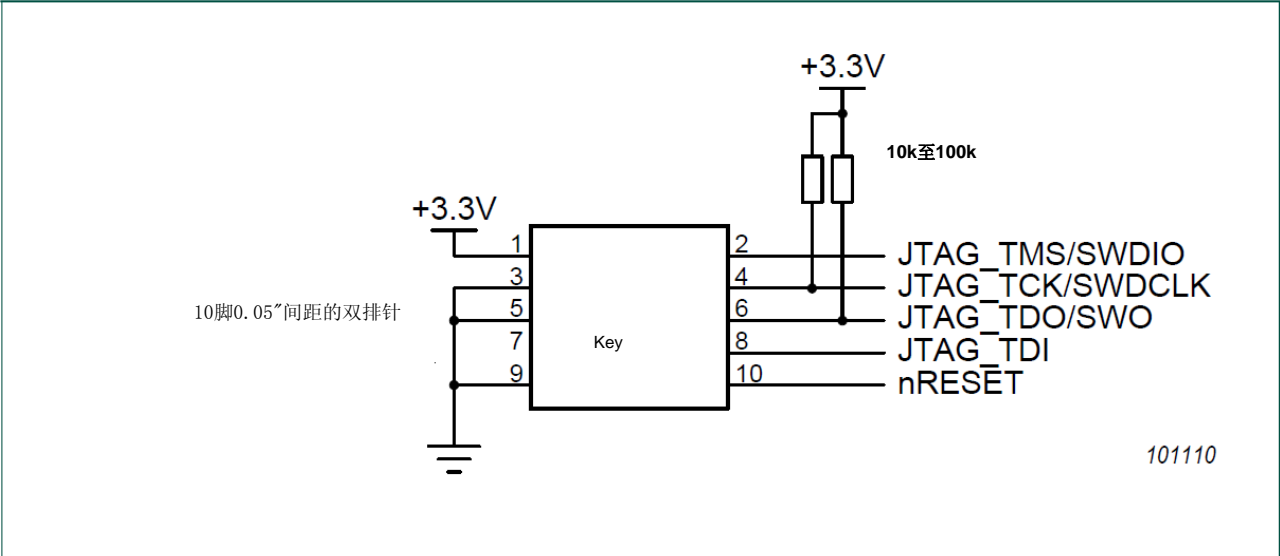 +3.3V
10k至100k
+3.3V
1
2
JTAG_TMS/SWDIO
3
4
JTAG_TCK/SWDCLK
10脚0.05"间距的双排针
5
6
JTAG_TDO/SWO
7
Key
8
JTAG_TDI
9
10
nRESET
101110